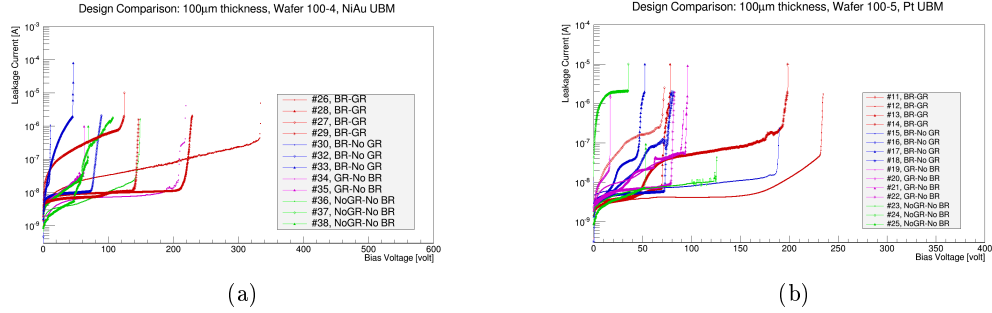 Design Comparison: 100μm thickness, Wafer 100-4, NiAu UBM
Leakage Current [A]
10⁻³
10⁻⁴
10⁻⁵
10⁻⁶
10⁻⁷
10⁻⁸
10⁻⁹
#26, BR-GR
#28, BR-GR
#27, BR-GR
#29, BR-GR
#30, BR-No GR
#32, BR-No GR
#33, BR-No GR
#34, GR-No BR
#35, GR-No BR
#36, NoGR-No BR
#37, NoGR-No BR
#38, NoGR-No BR
0 100 200 300 400 500 600
Bias Voltage [volt]
(a)
Design Comparison: 100μm thickness, Wafer 100-5, Pt UBM
Leakage Current [A]
10⁻⁴
10⁻⁵
10⁻⁶
10⁻⁷
10⁻⁸
10⁻⁹
#11, BR-GR
#12, BR-GR
#13, BR-GR
#14, BR-GR
#15, BR-No GR
#16, BR-No GR
#17, BR-No GR
#18, BR-No GR
#19, GR-No BR
#20, GR-No BR
#21, GR-No BR
#22, GR-No BR
#23, NoGR-No BR
#24, NoGR-No BR
#25, NoGR-No BR
0 50 100 150 200 250 300 350 400
Bias Voltage [volt]
(b)